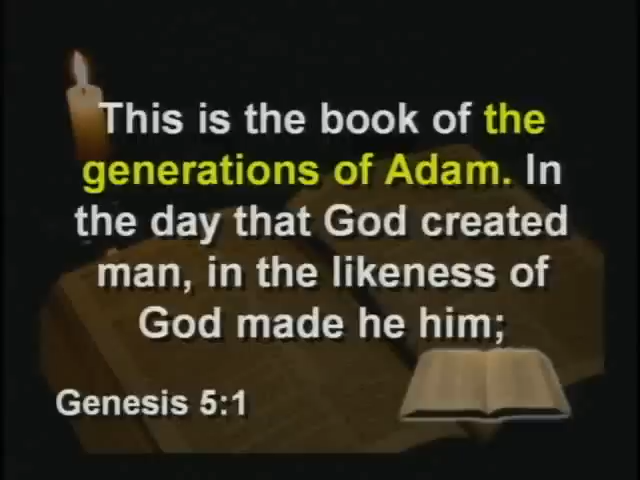 This is the book of the
generations of Adam. In
the day that God created
man, in the likeness of
God made he him;
Genesis 5:1